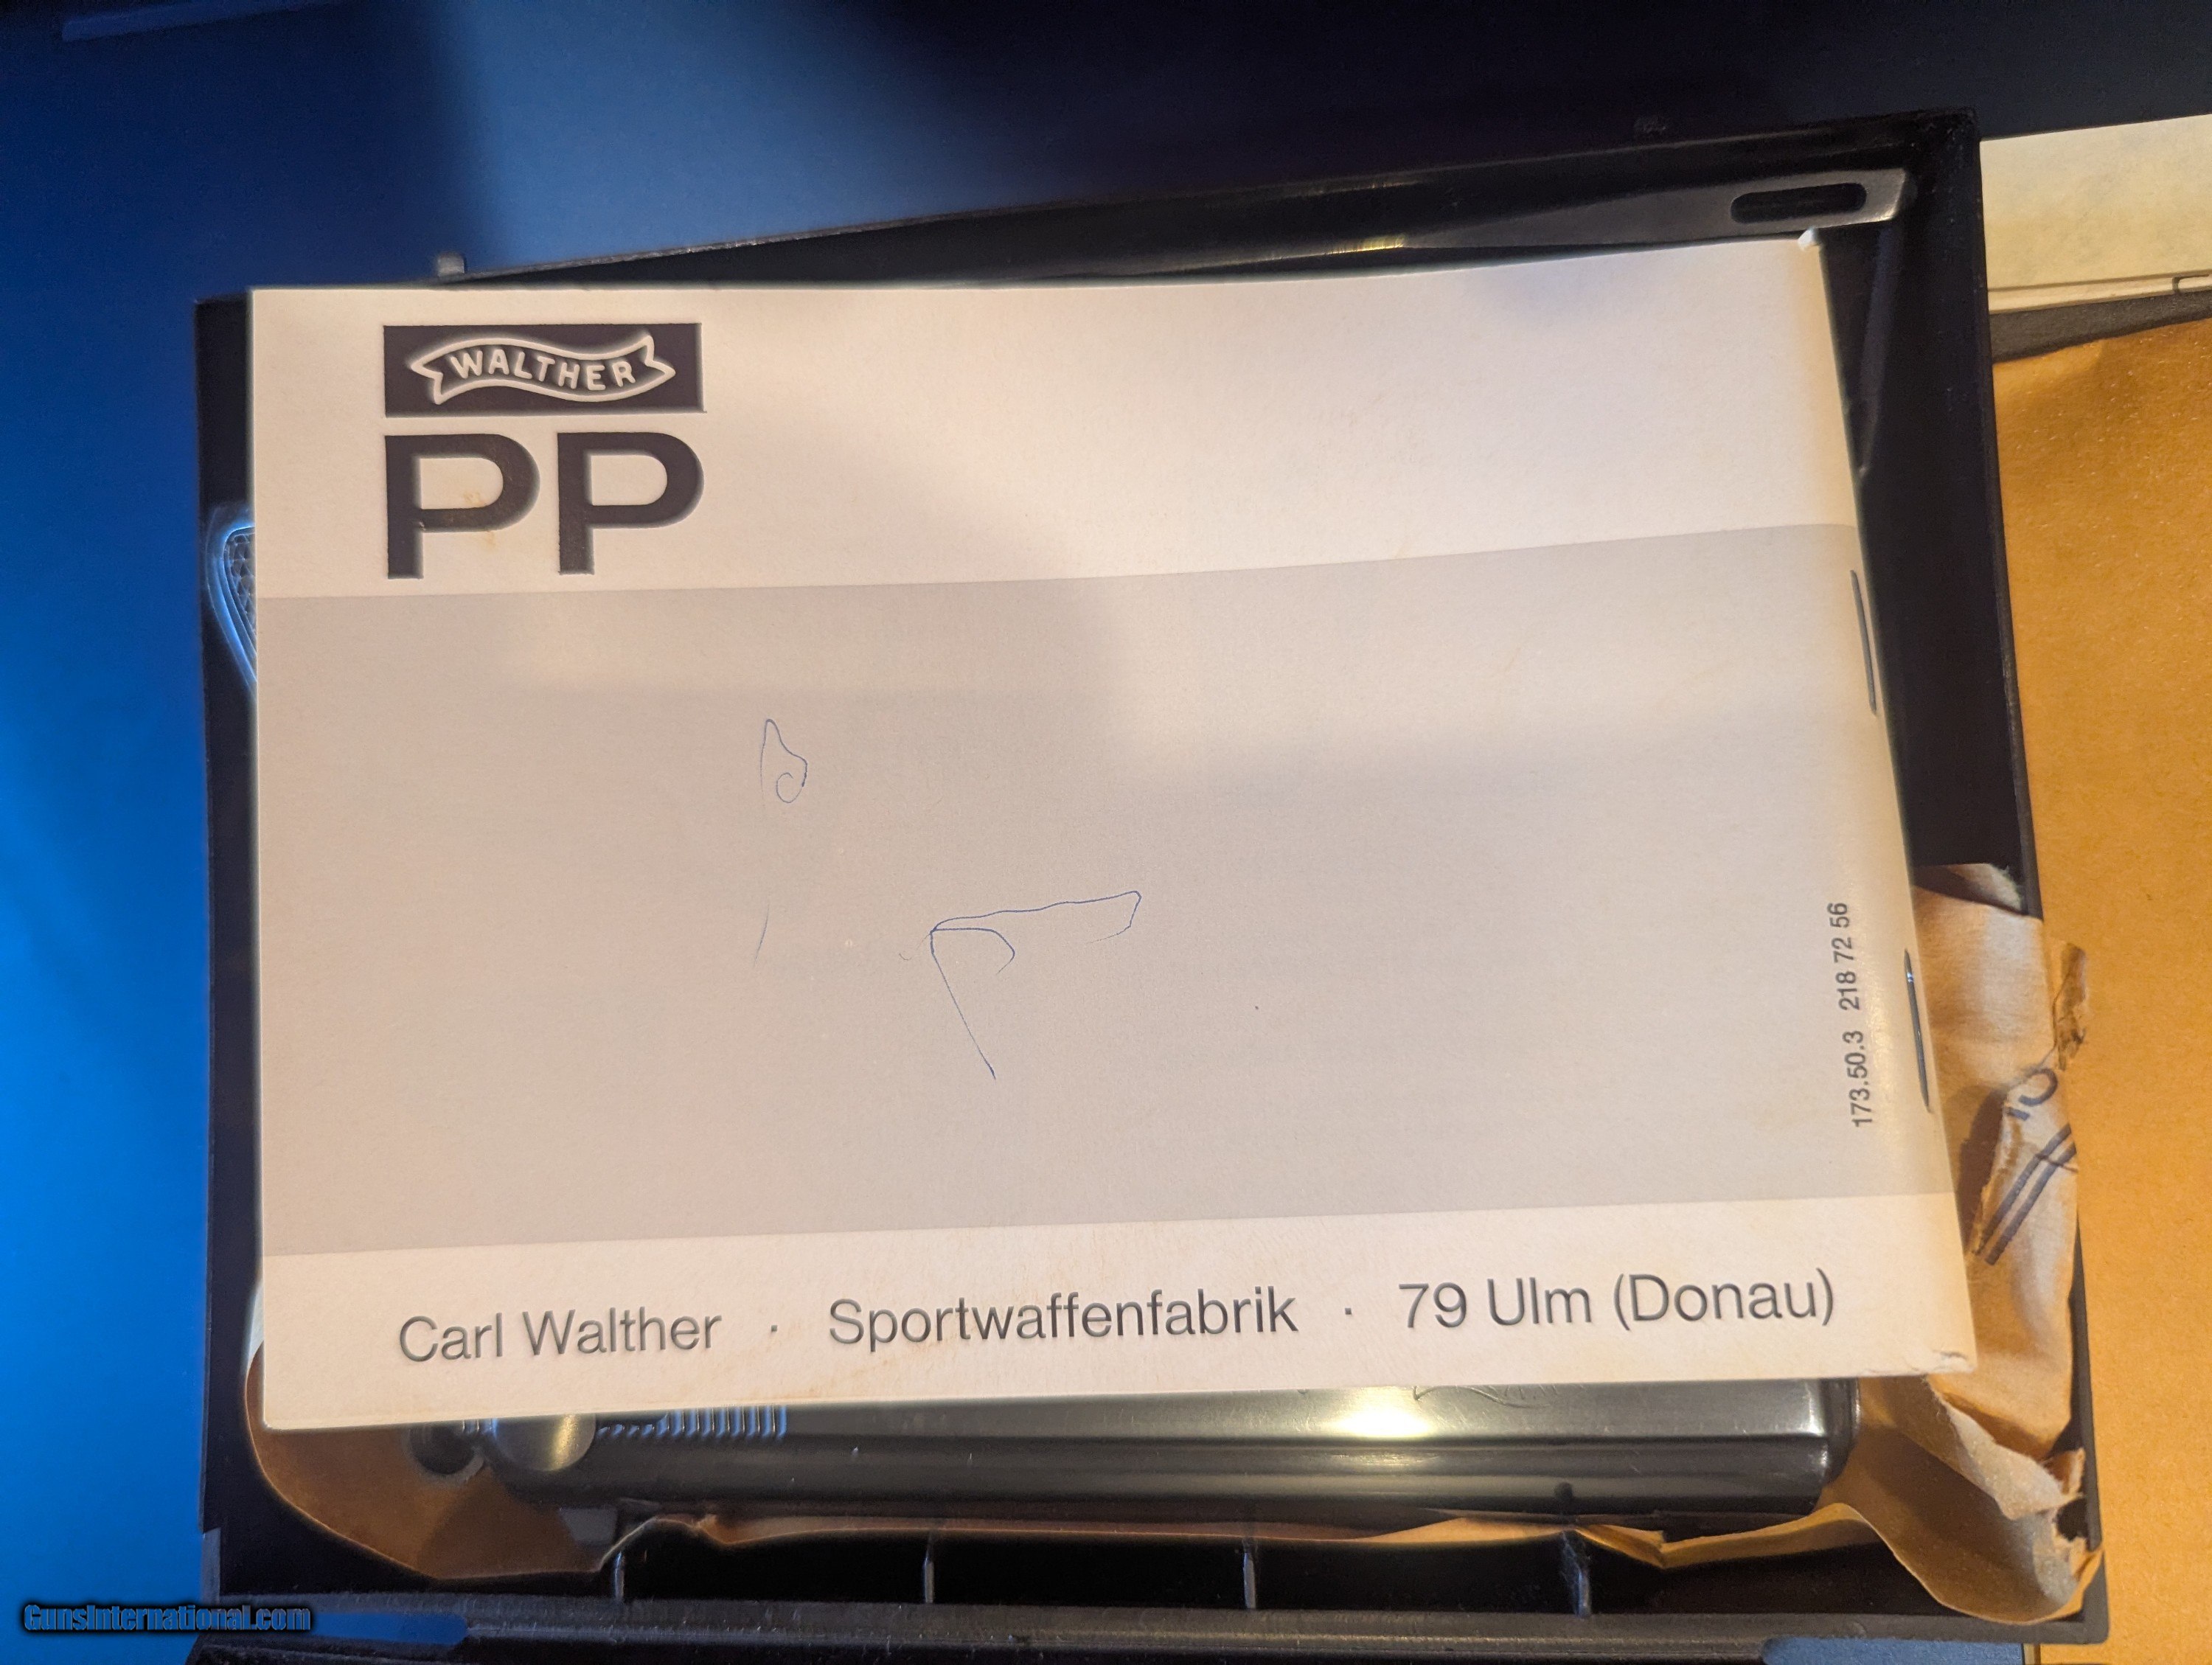 WALTHER
PP
173.50.3 218 72 56
Carl Walther · Sportwaffenfabrik · 79 Ulm (Donau)
GunsInternational.com